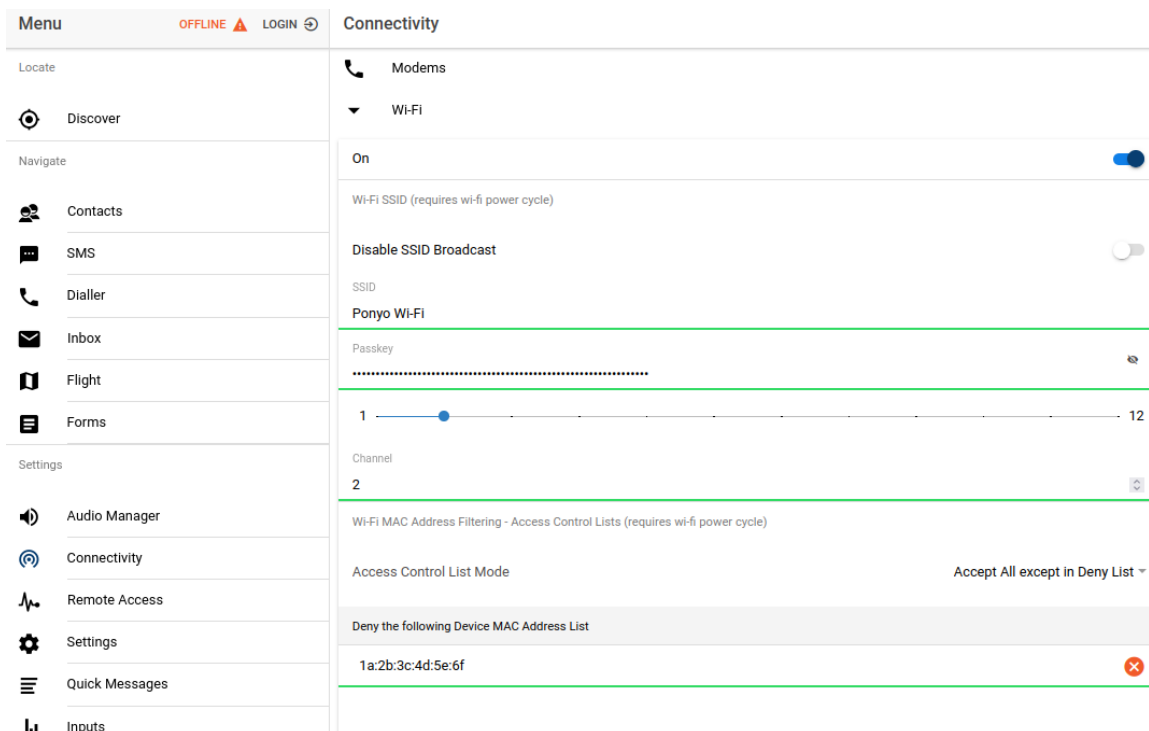 Menu
OFFLINE
LOGIN
Locate
Discover
Navigate
Contacts
SMS
Dialler
Inbox
Flight
Forms
Settings
Audio Manager
Connectivity
Remote Access
Settings
Quick Messages
Inputs
Connectivity
Modems
Wi-Fi
On
Wi-Fi SSID (requires wi-fi power cycle)
Disable SSID Broadcast
SSID
Ponyo Wi-Fi
Passkey
1
12
Channel
2
Wi-Fi MAC Address Filtering - Access Control Lists (requires wi-fi power cycle)
Access Control List Mode
Accept All except in Deny List
Deny the following Device MAC Address List
1a:2b:3c:4d:5e:6f